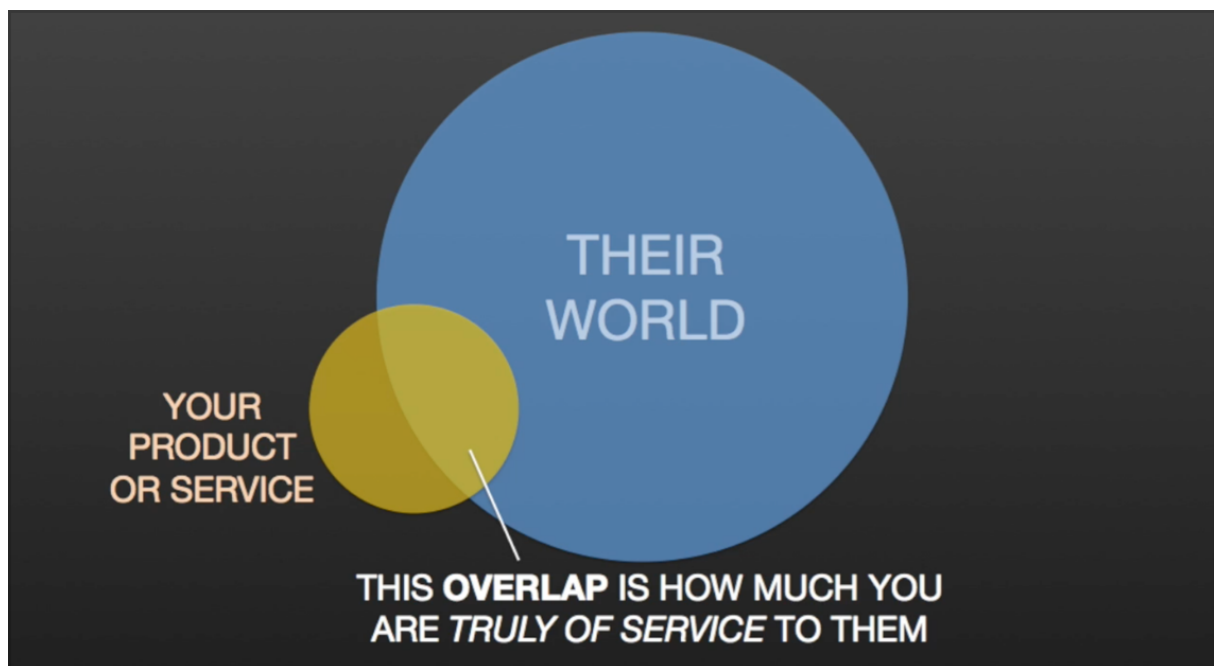 THEIR
WORLD
YOUR
PRODUCT
OR SERVICE
THIS OVERLAP IS HOW MUCH YOU
ARE TRULY OF SERVICE TO THEM